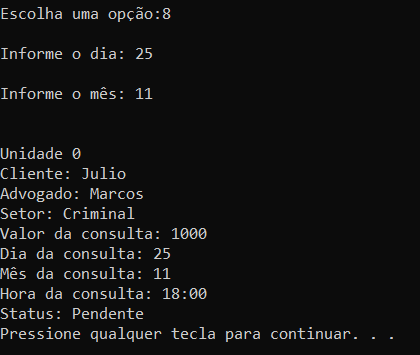 Escolha uma opção:8
Informe o dia: 25
Informe o mês: 11
Unidade 0
Cliente: Julio
Advogado: Marcos
Setor: Criminal
Valor da consulta: 1000
Dia da consulta: 25
Mês da consulta: 11
Hora da consulta: 18:00
Status: Pendente
Pressione qualquer tecla para continuar. . .